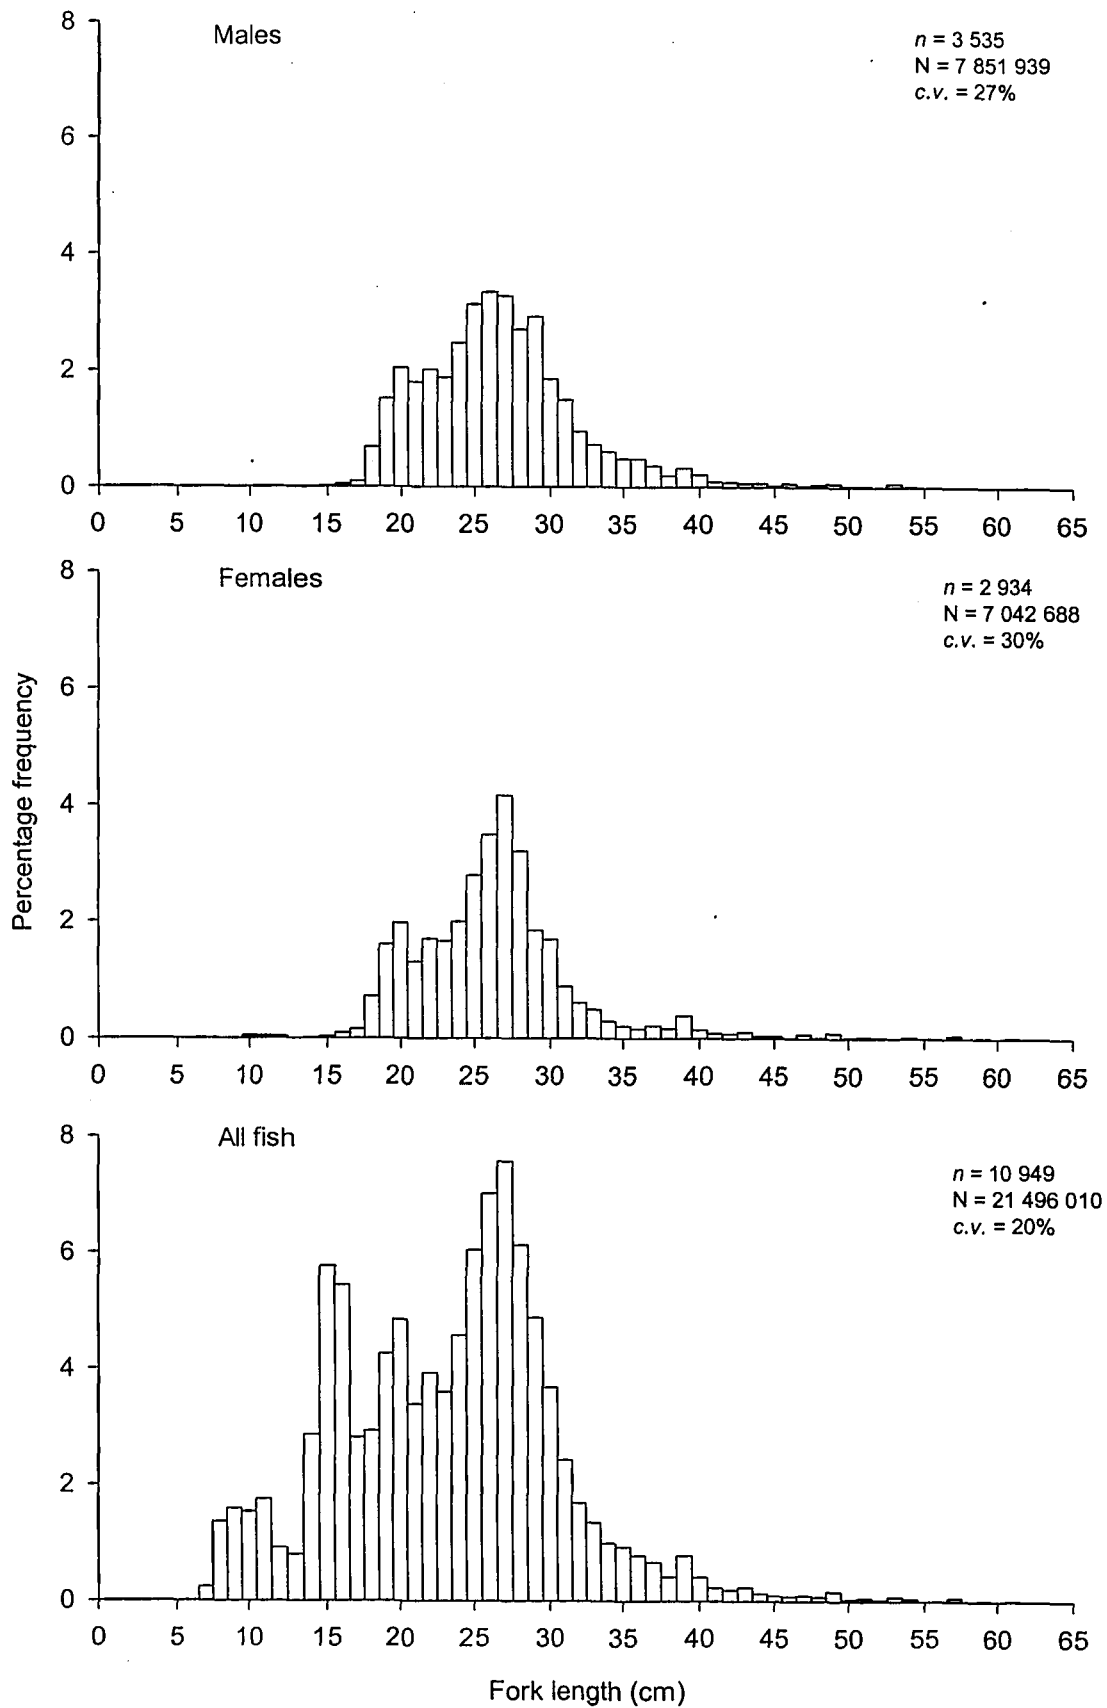 Males
n = 3 535
N = 7 851 939
c.v. = 27%
8
6
4
2
0
0 5 10 15 20 25 30 35 40 45 50 55 60 65
Females
n = 2 934
N = 7 042 688
c.v. = 30%
8
6
4
2
0
0 5 10 15 20 25 30 35 40 45 50 55 60 65
Percentage frequency
All fish
n = 10 949
N = 21 496 010
c.v. = 20%
8
6
4
2
0
0 5 10 15 20 25 30 35 40 45 50 55 60 65
Fork length (cm)